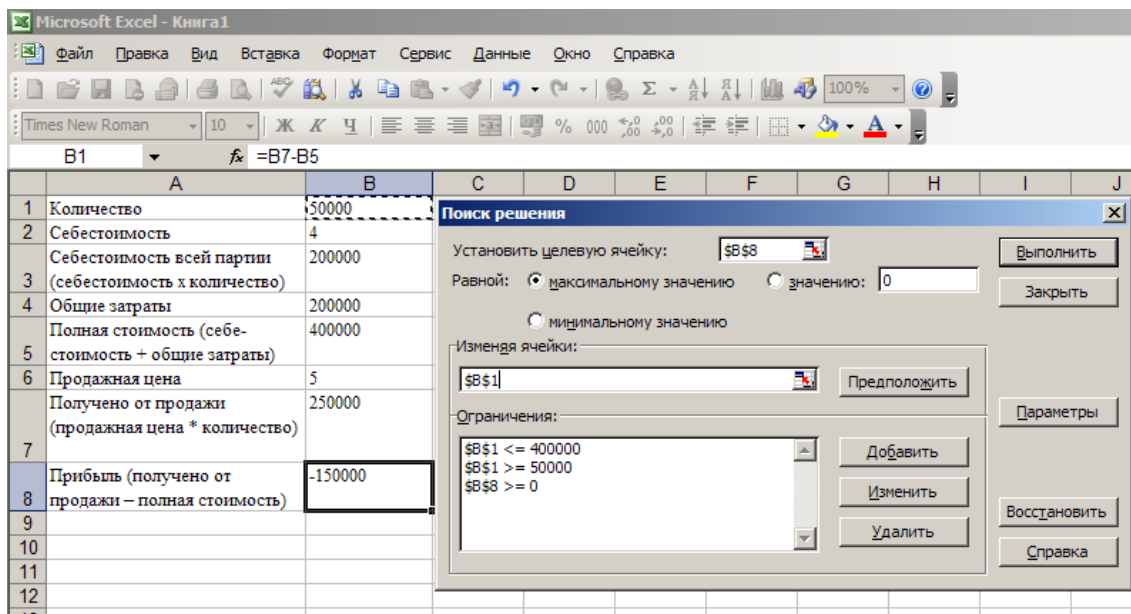 Microsoft Excel - Книга1
Файл Правка Вид Вставка Формат Сервис Данные Окно Справка
100%
Times New Roman 10 Ж К Ч % 000
B1 fx =B7-B5
A B C D E F G H I J
1 Количество 50000
2 Себестоимость 4
Себестоимость всей партии 200000
3 (себестоимость х количество)
4 Общие затраты 200000
Полная стоимость (себе- 400000
5 стоимость + общие затраты)
6 Продажная цена 5
Получено от продажи 250000
(продажная цена * количество)
7
Прибыль (получено от -150000
8 продажи – полная стоимость)
9
10
11
12
Поиск решения
Установить целевую ячейку: $B$8 Выполнить
Равной: максимальному значению значению: 0 Закрыть
минимальному значению
Изменяя ячейки:
$B$1 Предположить
Ограничения: Параметры
$B$1 <= 400000 Добавить
$B$1 >= 50000
$B$8 >= 0 Изменить
Восстановить
Удалить
Справка